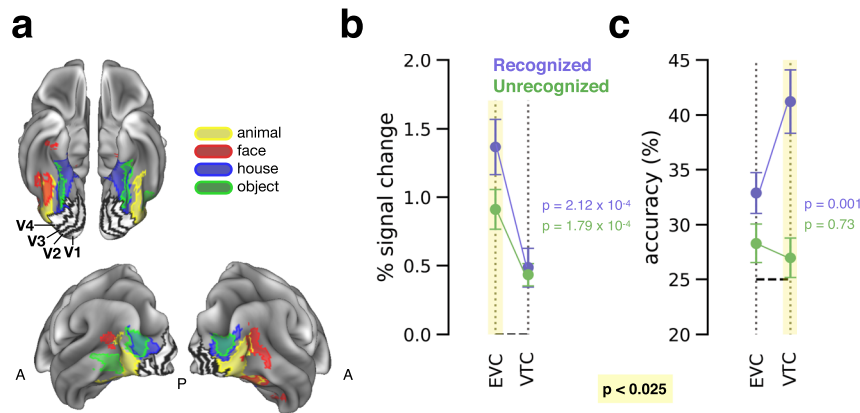 a
animal
face
house
object
V4
V3
V2 V1
A
P
A
b
2.0
1.5
1.0
0.5
0.0
% signal change
Recognized
Unrecognized
p = 2.12 x 10-4
p = 1.79 x 10-4
EVC
VTC
p < 0.025
c
45
40
35
30
25
20
accuracy (%)
p = 0.001
p = 0.73
EVC
VTC